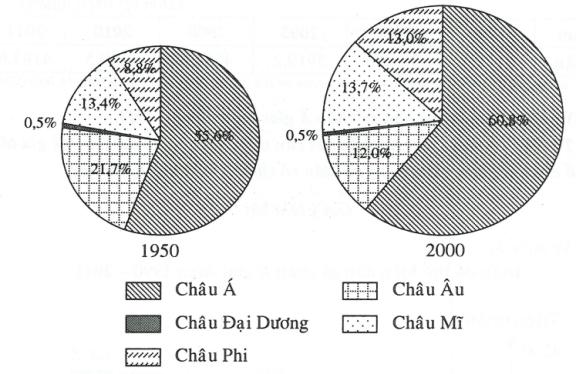 8,8%
13,4%
0,5%
55,6%
21,7%
1950
13,0%
13,7%
0,5%
60,8%
12,0%
2000
Châu Á
Châu Âu
Châu Đại Dương
Châu Mĩ
Châu Phi